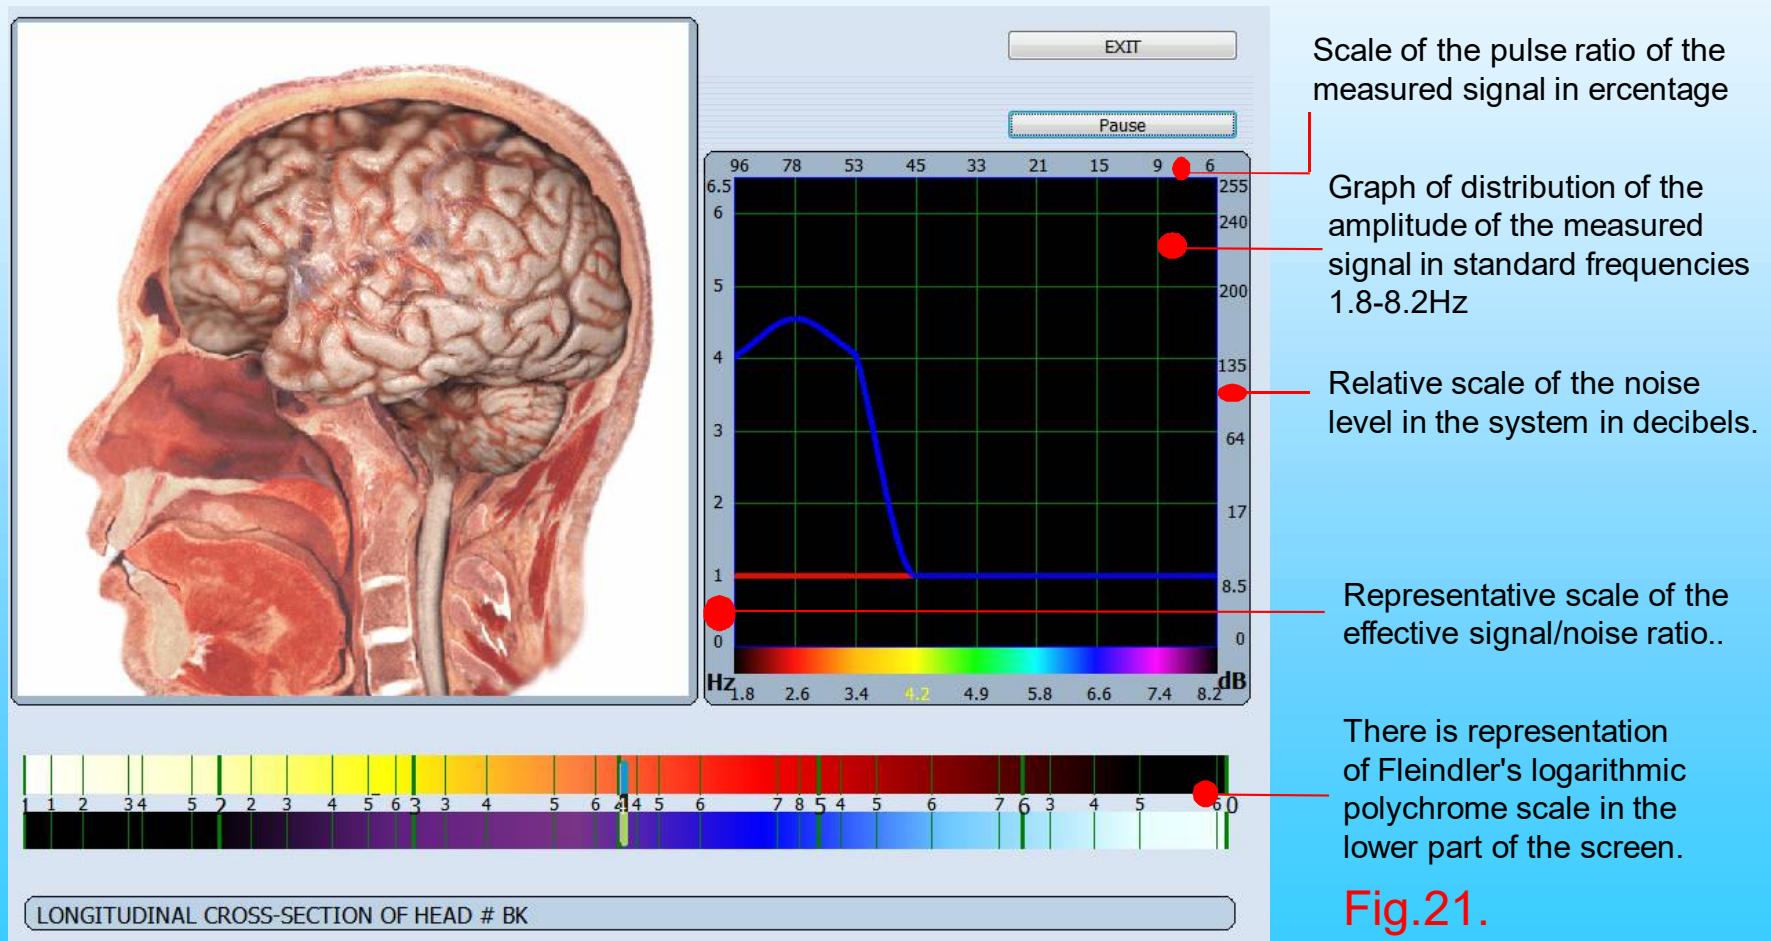 EXIT
Pause
96 78 53 45 33 21 15 9 6
6.5
6
5
4
3
2
1
0
255
240
200
135
64
17
8.5
0
Hz
dB
1.8 2.6 3.4 4.2 4.9 5.8 6.6 7.4 8.2
1 1 2 3 4 5 2 2 3 4 5 6 3 3 4 5 6 4 4 5 6 7 8 5 4 5 6 7 6 3 4 5 6 0
LONGITUDINAL CROSS-SECTION OF HEAD # BK
Scale of the pulse ratio of the
measured signal in ercentage
Graph of distribution of the
amplitude of the measured
signal in standard frequencies
1.8-8.2Hz
Relative scale of the noise
level in the system in decibels.
Representative scale of the
effective signal/noise ratio..
There is representation
of Fleindler's logarithmic
polychrome scale in the
lower part of the screen.
Fig.21.